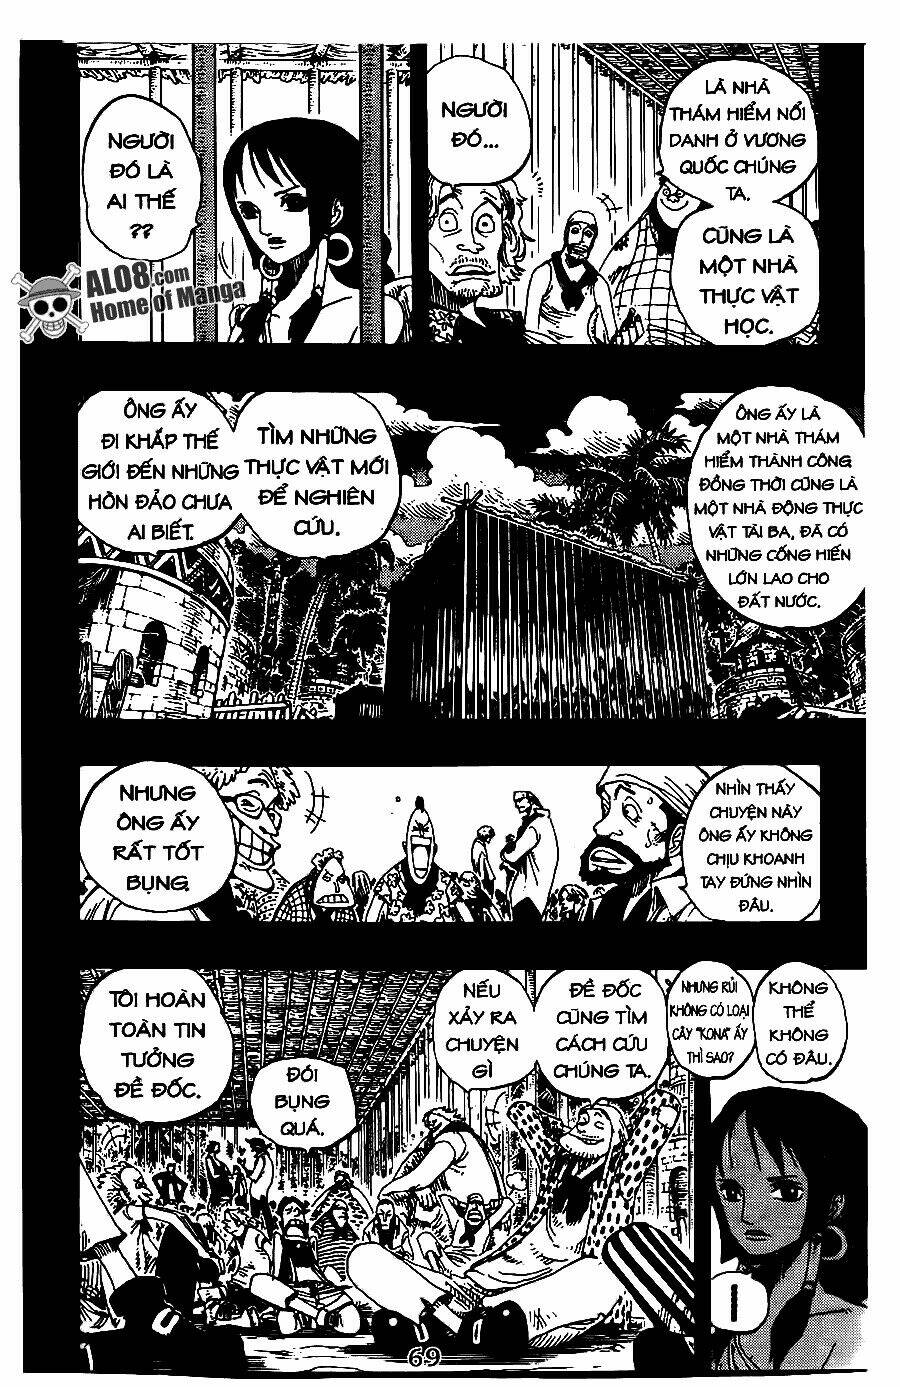 NGƯỜI
ĐÓ LÀ
AI THẾ
??
ALO8.com
Home of Manga
NGƯỜI
ĐÓ...
LÀ NHÀ
THÁM HIỂM NỔI
DANH Ở VƯƠNG
QUỐC CHÚNG
TA.
CŨNG LÀ
MỘT NHÀ
THỰC VẬT
HỌC.
ÔNG ẤY
ĐI KHẮP THẾ
GIỚI ĐẾN NHỮNG
HÒN ĐẢO CHƯA
AI BIẾT.
TÌM NHỮNG
THỰC VẬT MỚI
ĐỂ NGHIÊN
CỨU.
ÔNG ẤY LÀ
MỘT NHÀ THÁM
HIỂM THÀNH CÔNG
ĐỒNG THỜI CŨNG LÀ
MỘT NHÀ ĐỘNG THỰC
VẬT TÀI BA, ĐÃ CÓ
NHỮNG CỐNG HIẾN
LỚN LAO CHO
ĐẤT NƯỚC.
NHƯNG
ÔNG ẤY
RẤT TỐT
BỤNG.
NHÌN THẤY
CHUYỆN NÀY
ÔNG ẤY KHÔNG
CHỊU KHOANH
TAY ĐỨNG NHÌN
ĐÂU.
TÔI HOÀN
TOÀN TIN
TƯỞNG
ĐỀ ĐỐC.
ĐÓI
BỤNG
QUÁ.
NẾU
XẢY RA
CHUYỆN
GÌ
ĐỀ ĐỐC
CŨNG TÌM
CÁCH CỨU
CHÚNG TA.
NHƯNG RỦI
KHÔNG CÓ LOẠI
CÂY "KONA" ẤY
THÌ SAO?
KHÔNG
THỂ
KHÔNG
CÓ ĐÂU.
69